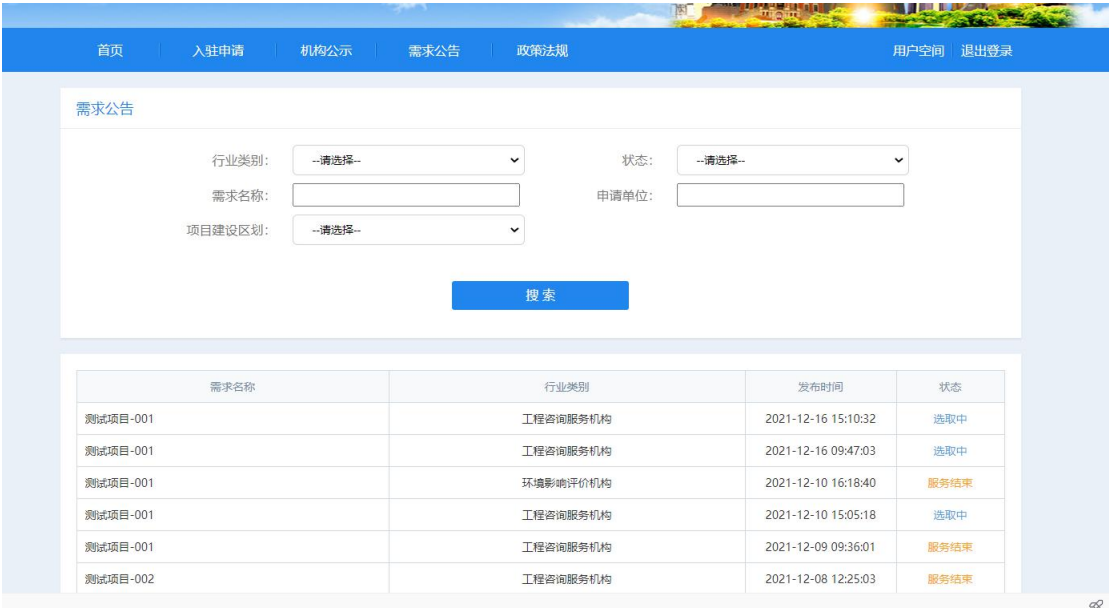 首页 入驻申请 机构公示 需求公告 政策法规 用户空间 退出登录
需求公告
行业类别: --请选择-- 状态: --请选择--
需求名称: 申请单位:
项目建设区划: --请选择--
搜 索
需求名称 行业类别 发布时间 状态
测试项目-001 工程咨询服务机构 2021-12-16 15:10:32 选取中
测试项目-001 工程咨询服务机构 2021-12-16 09:47:03 选取中
测试项目-001 环境影响评价机构 2021-12-10 16:18:40 服务结束
测试项目-001 工程咨询服务机构 2021-12-10 15:05:18 选取中
测试项目-001 工程咨询服务机构 2021-12-09 09:36:01 服务结束
测试项目-002 工程咨询服务机构 2021-12-08 12:25:03 服务结束